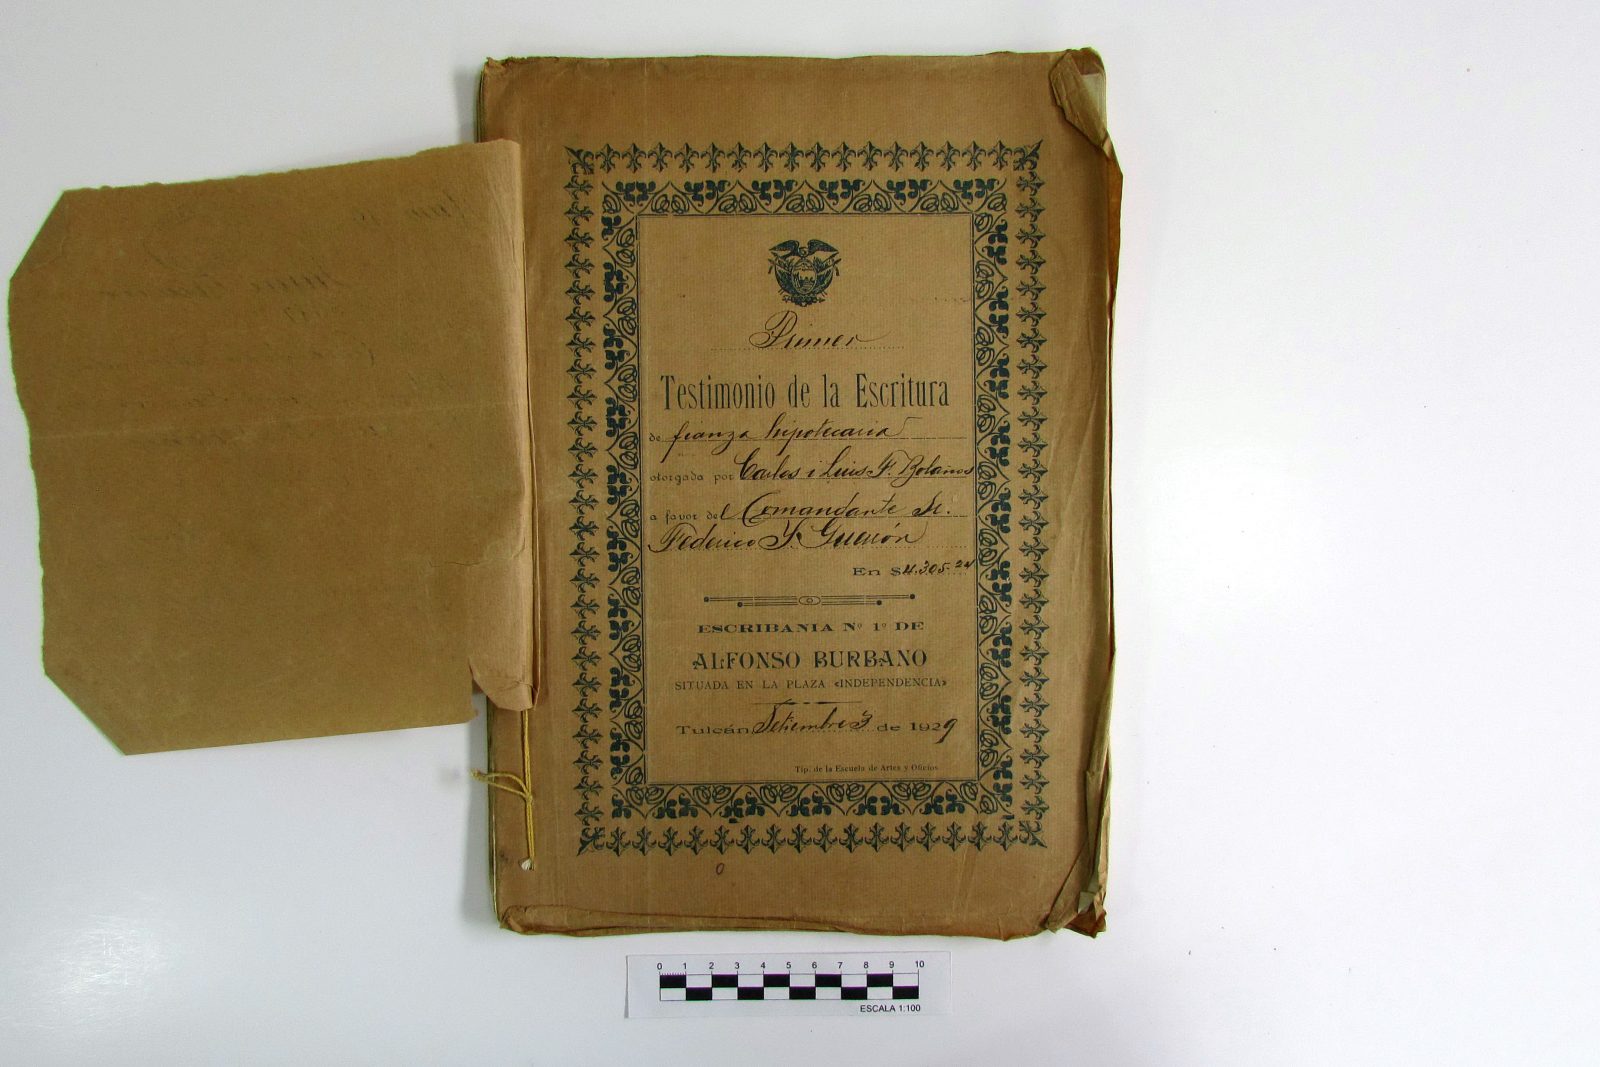 Primer
Testimonio de la Escritura
de fianza hipotecaria
otorgada por Carlos i Luis F. Bolaños
a favor del Comandante Sr.
Federico Y. Guerrón
En $ 4.305.24
ESCRIBANIA Nº 1º DE
ALFONSO BURBANO
SITUADA EN LA PLAZA «INDEPENDENCIA»
Tulcán Setiembre 3 de 1929
Tip. de la Escuela de Artes y Oficios
0
0 1 2 3 4 5 6 7 8 9 10
ESCALA 1:100